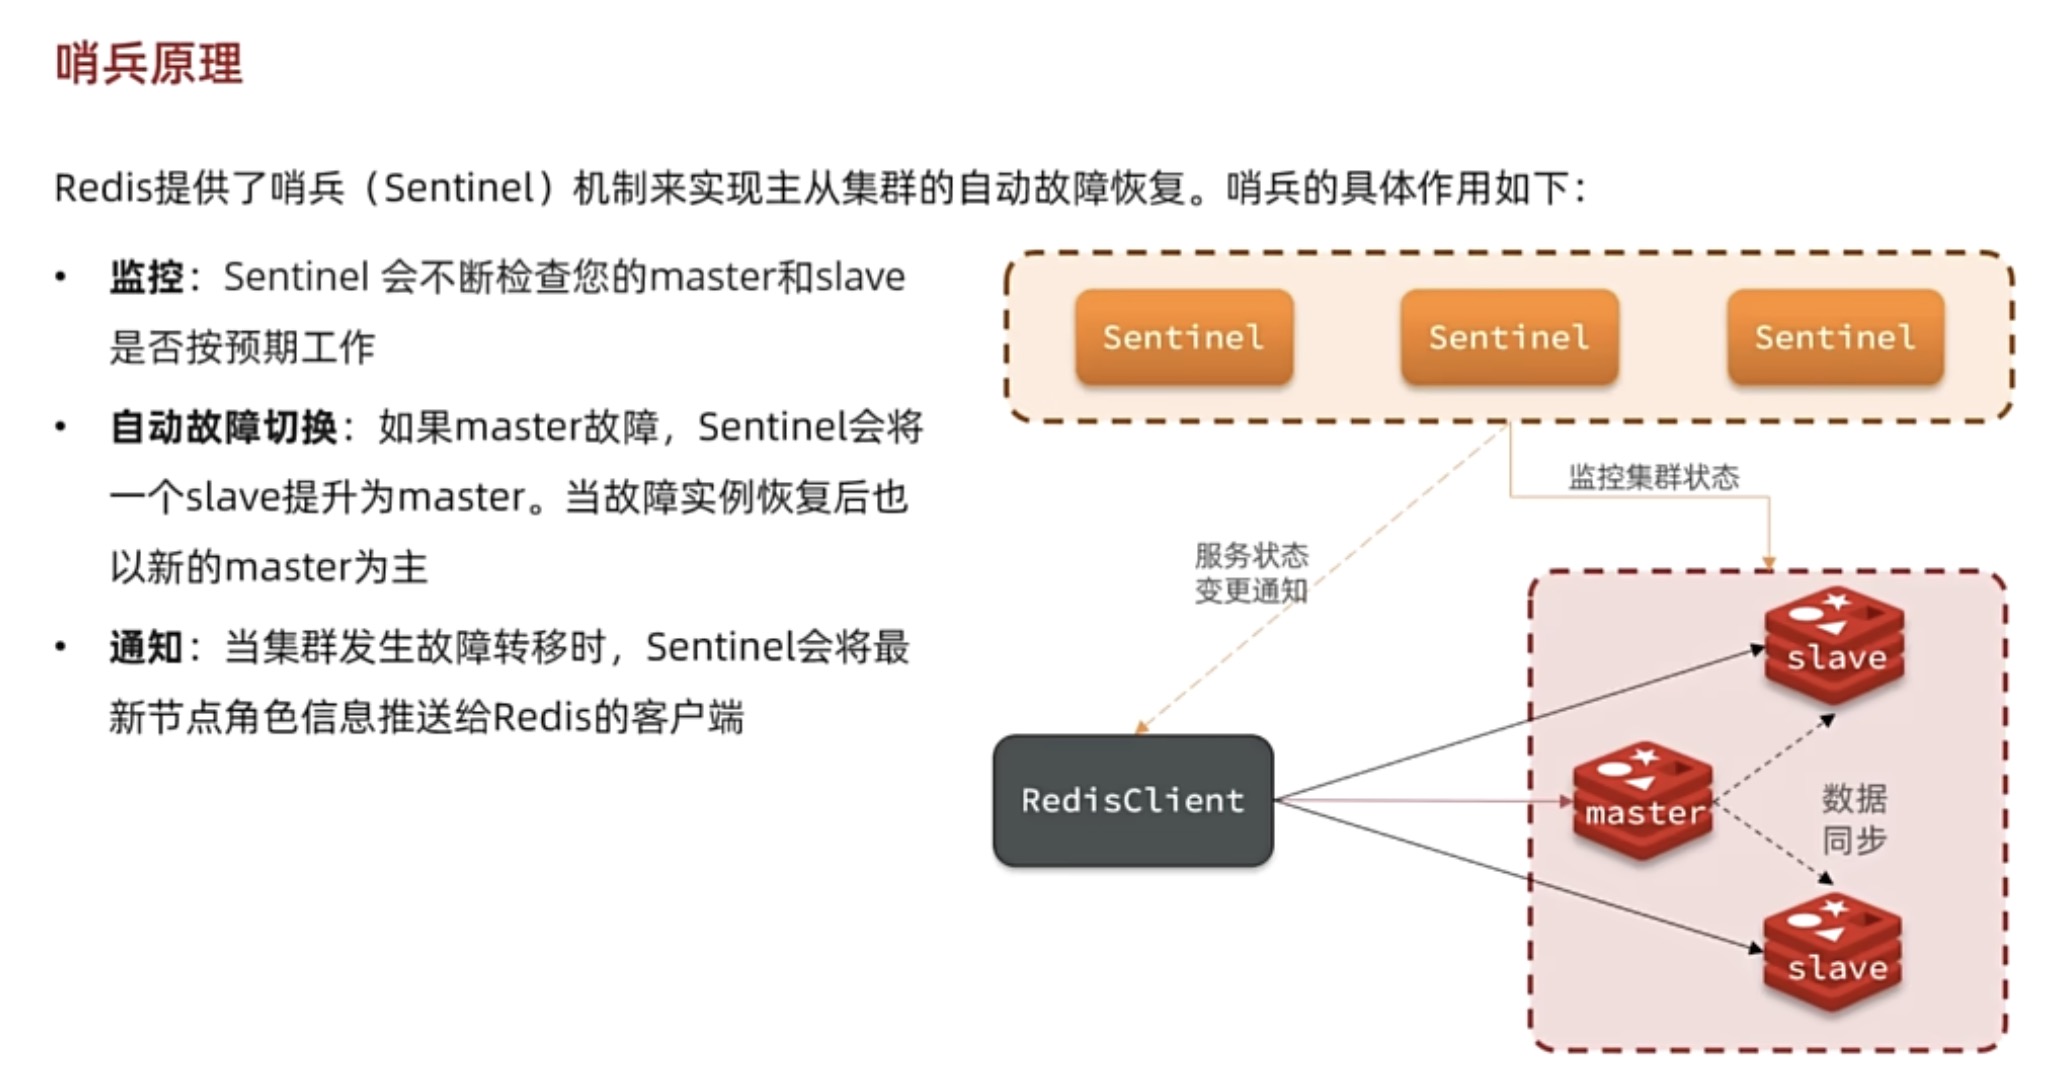 哨兵原理
Redis提供了哨兵（Sentinel）机制来实现主从集群的自动故障恢复。哨兵的具体作用如下：
• 监控：Sentinel 会不断检查您的master和slave
是否按预期工作
• 自动故障切换：如果master故障，Sentinel会将
一个slave提升为master。当故障实例恢复后也
以新的master为主
• 通知：当集群发生故障转移时，Sentinel会将最
新节点角色信息推送给Redis的客户端
Sentinel
Sentinel
Sentinel
监控集群状态
服务状态
变更通知
RedisClient
slave
master
数据
同步
slave